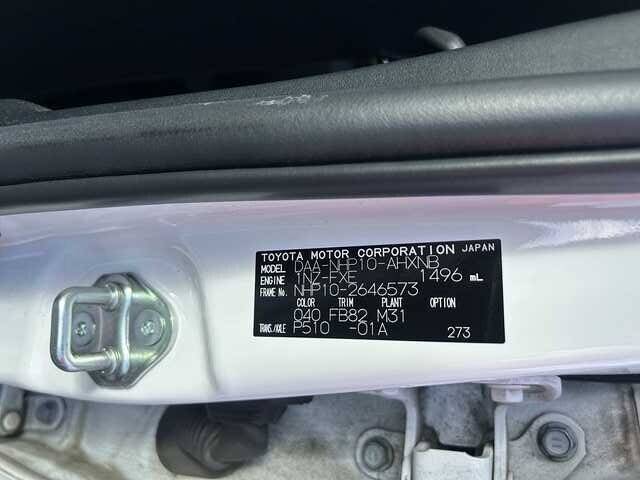 TOYOTA MOTOR CORPORATION JAPAN
MODEL DAA-NHP10-AHXNB
ENGINE 1NZ-FXE 1496 mL
FRAME No. NHP10-2646573
COLOR TRIM PLANT OPTION
040 FB82 M31
TRANS./AXLE P510 -01A 273